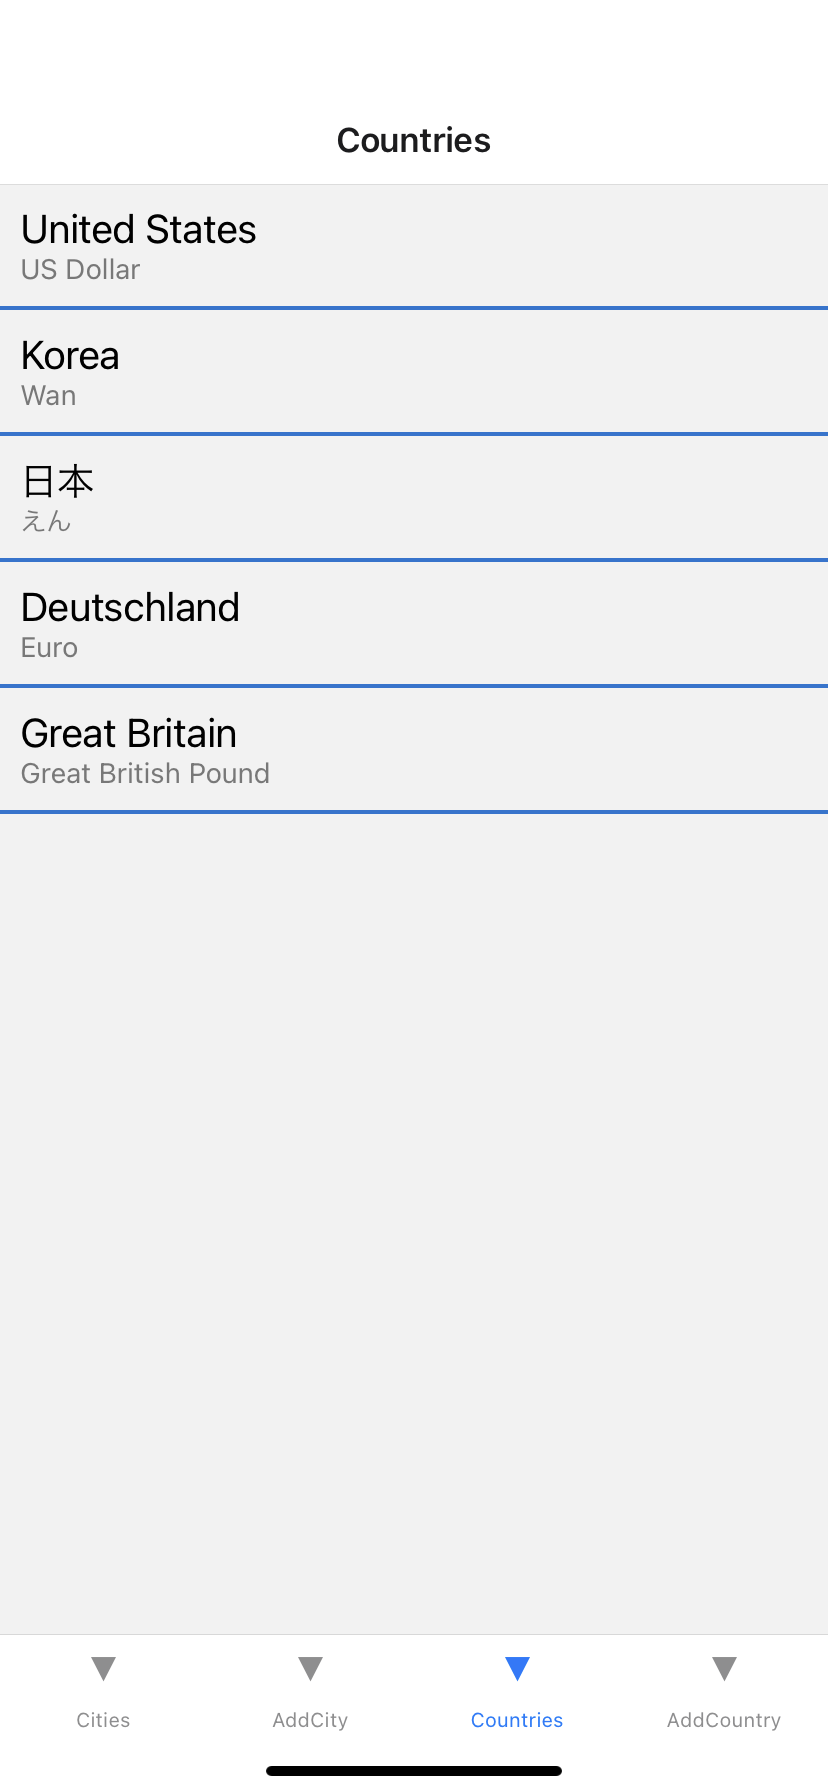 Countries
United States
US Dollar
Korea
Wan
日本
えん
Deutschland
Euro
Great Britain
Great British Pound
Cities
AddCity
Countries
AddCountry